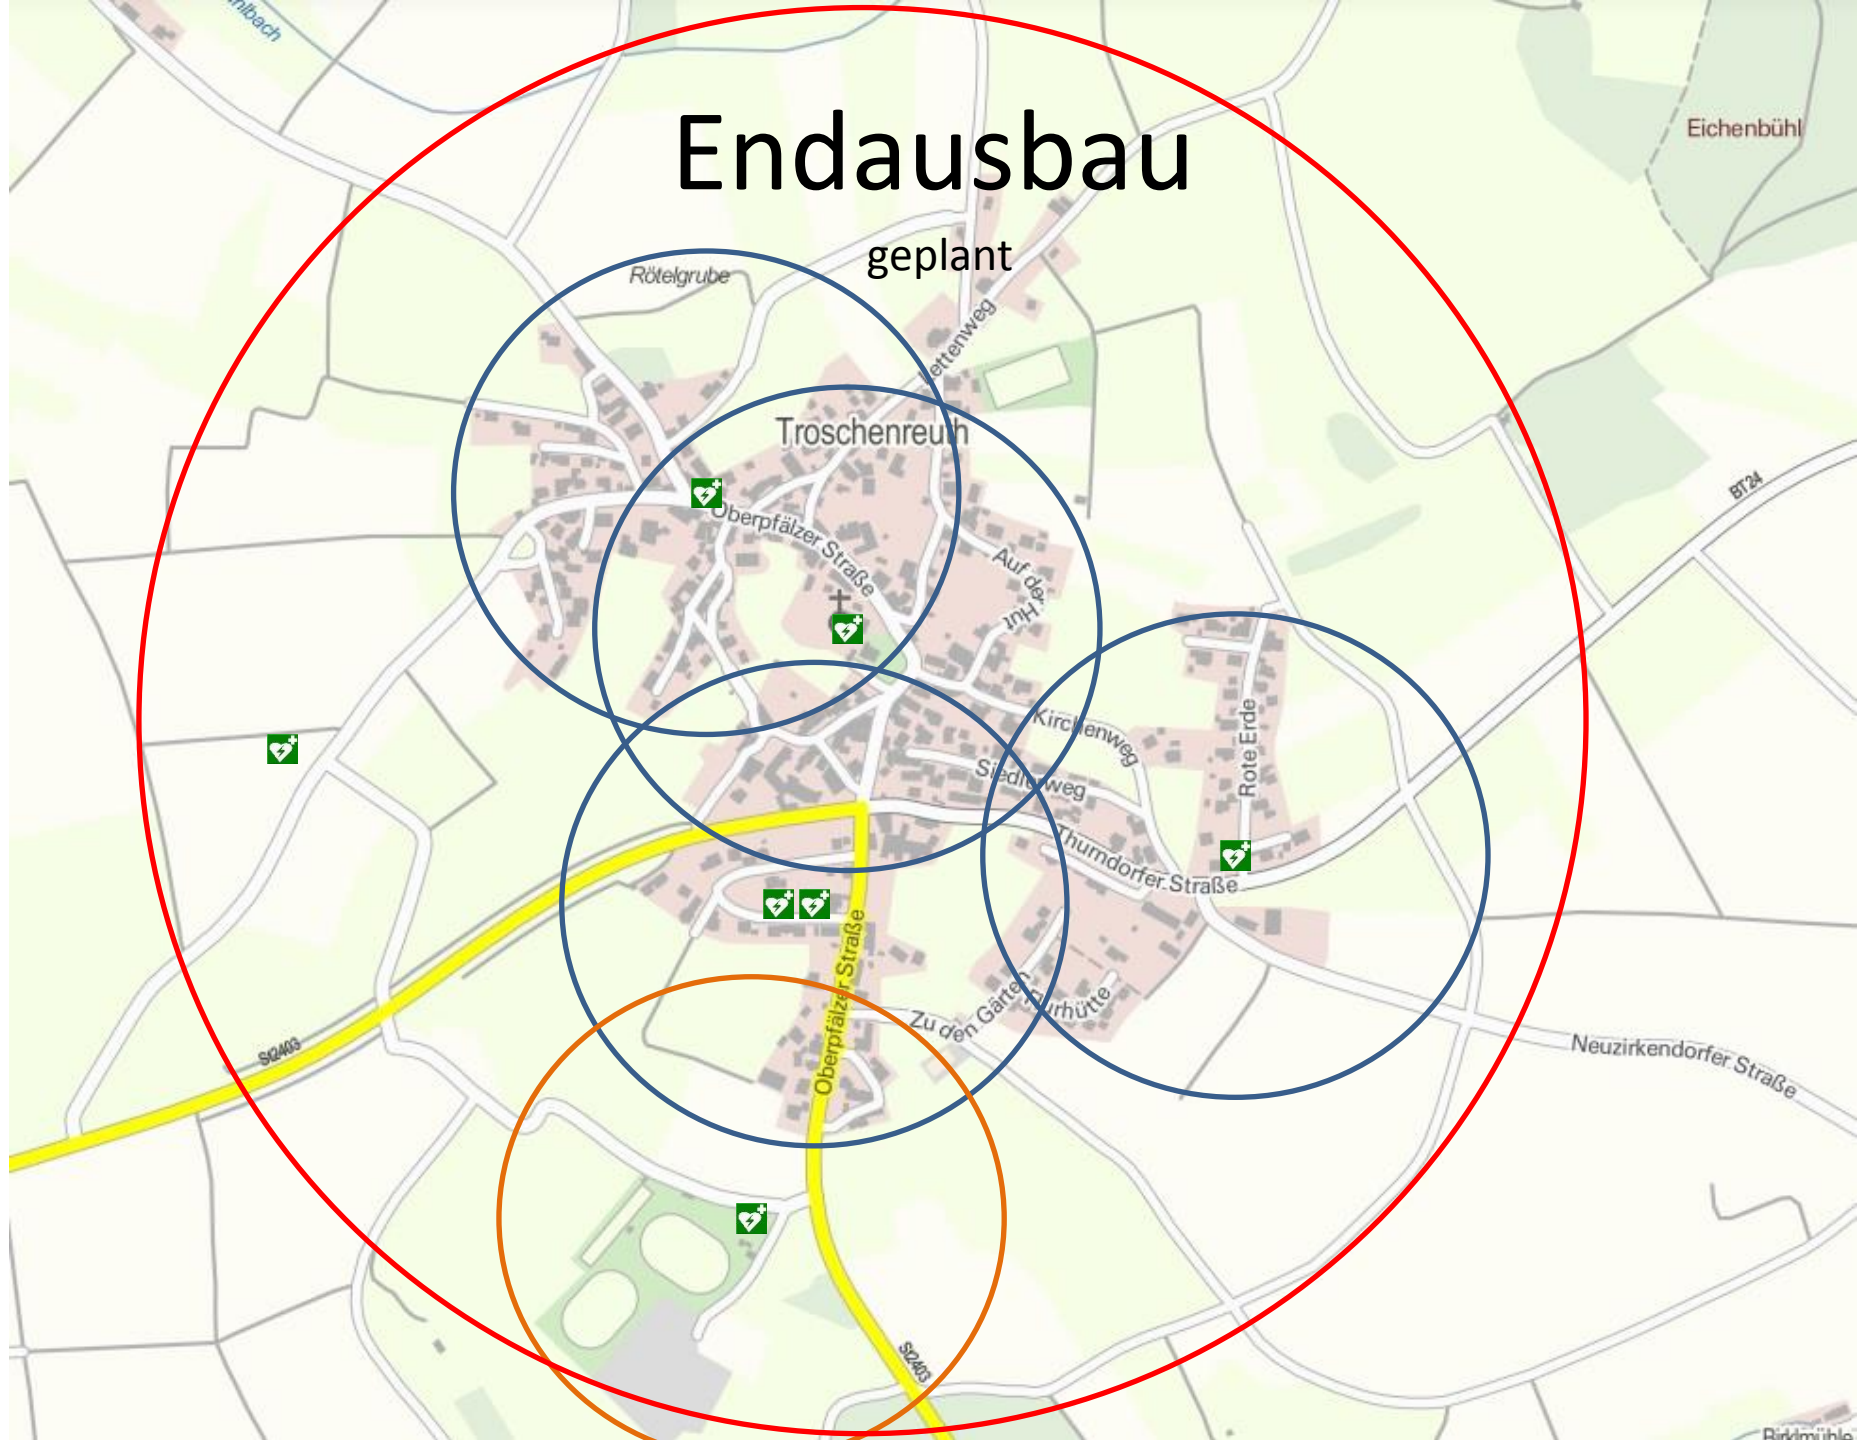 Endausbau
geplant
Eichenbühl
Rötelgrube
Lettenweg
Troschenreuth
BT24
Oberpfälzer Straße
Auf der
Hut
Kirchenweg
Rote Erde
Siedlerweg
Thurndorfer Straße
Oberpfälzer Straße
Zu den Gärten
Neuzirkendorfer Straße
St2403
St2403